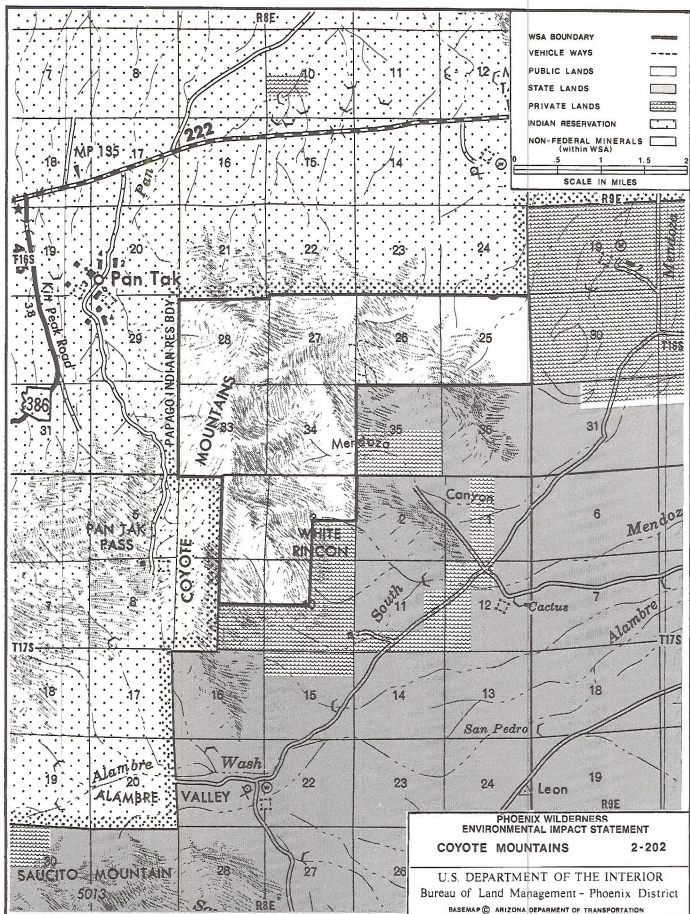 R8E
WSA BOUNDARY
VEHICLE WAYS
PUBLIC LANDS
STATE LANDS
PRIVATE LANDS
INDIAN RESERVATION
NON-FEDERAL MINERALS
(within WSA)
0 .5 1 1.5 2
SCALE IN MILES
7 8 10 11 12
222
MP 135
18 17 16 15 14
Pan
R9E
19 20 21 22 23 24 19
T16S
Mendoza
Pan Tak
Kitt Peak Road
38
29 28 27 26 25 30
T16S
PAPAGO INDIAN RES BDY
386
MOUNTAINS
31 33 34 35 36 31
Mendoza
Canyon
5 2 1 6
PAN TAK
PASS
WHITE
RINCON
Mendoz
COYOTE
South
7 8 11 12 7
Cactus
Alambre
T17S T17S
18 17 16 15 14 13 18
San Pedro
Alambre
Wash
19 20 22 23 24 19
ALAMBRE VALLEY
Leon
R9E
30 28 27 26
SAUCITO MOUNTAIN
5013
R8E
PHOENIX WILDERNESS
ENVIRONMENTAL IMPACT STATEMENT
COYOTE MOUNTAINS 2-202
U.S. DEPARTMENT OF THE INTERIOR
Bureau of Land Management - Phoenix District
BASEMAP © ARIZONA DEPARMENT OF TRANSPORTATION